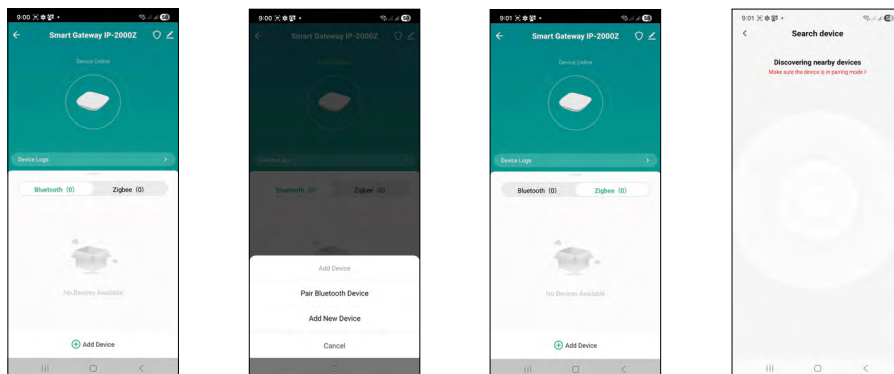 9:00
Smart Gateway IP-2000Z
Device Online
Device Logs
Bluetooth (0) Zigbee (0)
No Devices Available
Add Device
9:00
Smart Gateway IP-2000Z
Device Logs
Bluetooth (0) Zigbee (0)
Add Device
Pair Bluetooth Device
Add New Device
Cancel
9:01
Smart Gateway IP-2000Z
Device Online
Device Logs
Bluetooth (0) Zigbee (0)
No Devices Available
Add Device
9:01
Search device
Discovering nearby devices
Make sure the device is in pairing mode